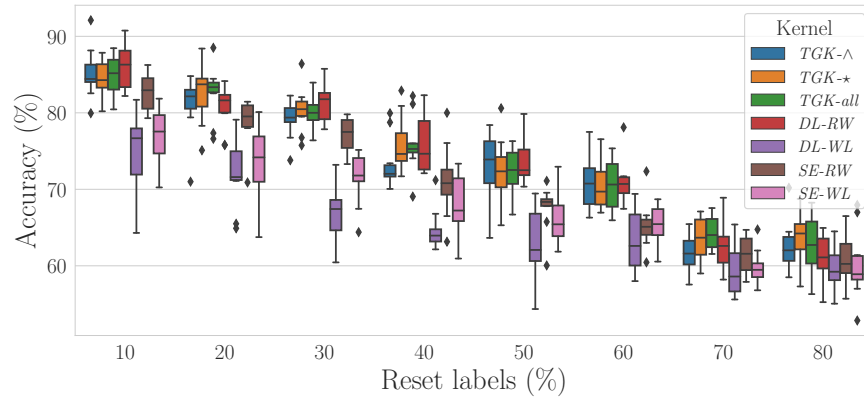 Accuracy (%)
90
80
70
60
Kernel
TGK-∧
TGK-⋆
TGK-all
DL-RW
DL-WL
SE-RW
SE-WL
10 20 30 40 50 60 70 80
Reset labels (%)